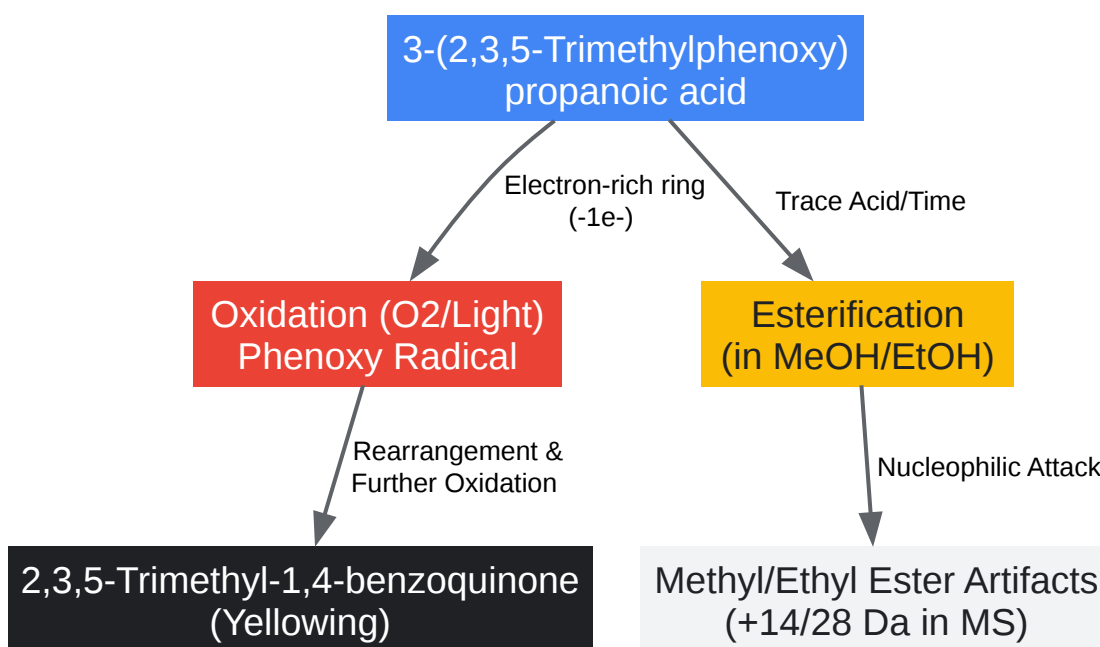 3-(2,3,5-Trimethylphenoxy)
propanoic acid
Electron-rich ring
(-1e-)
Trace Acid/Time
Oxidation (O2/Light)
Phenoxy Radical
Esterification
(in MeOH/EtOH)
Rearrangement &
Further Oxidation
Nucleophilic Attack
2,3,5-Trimethyl-1,4-benzoquinone
(Yellowing)
Methyl/Ethyl Ester Artifacts
(+14/28 Da in MS)